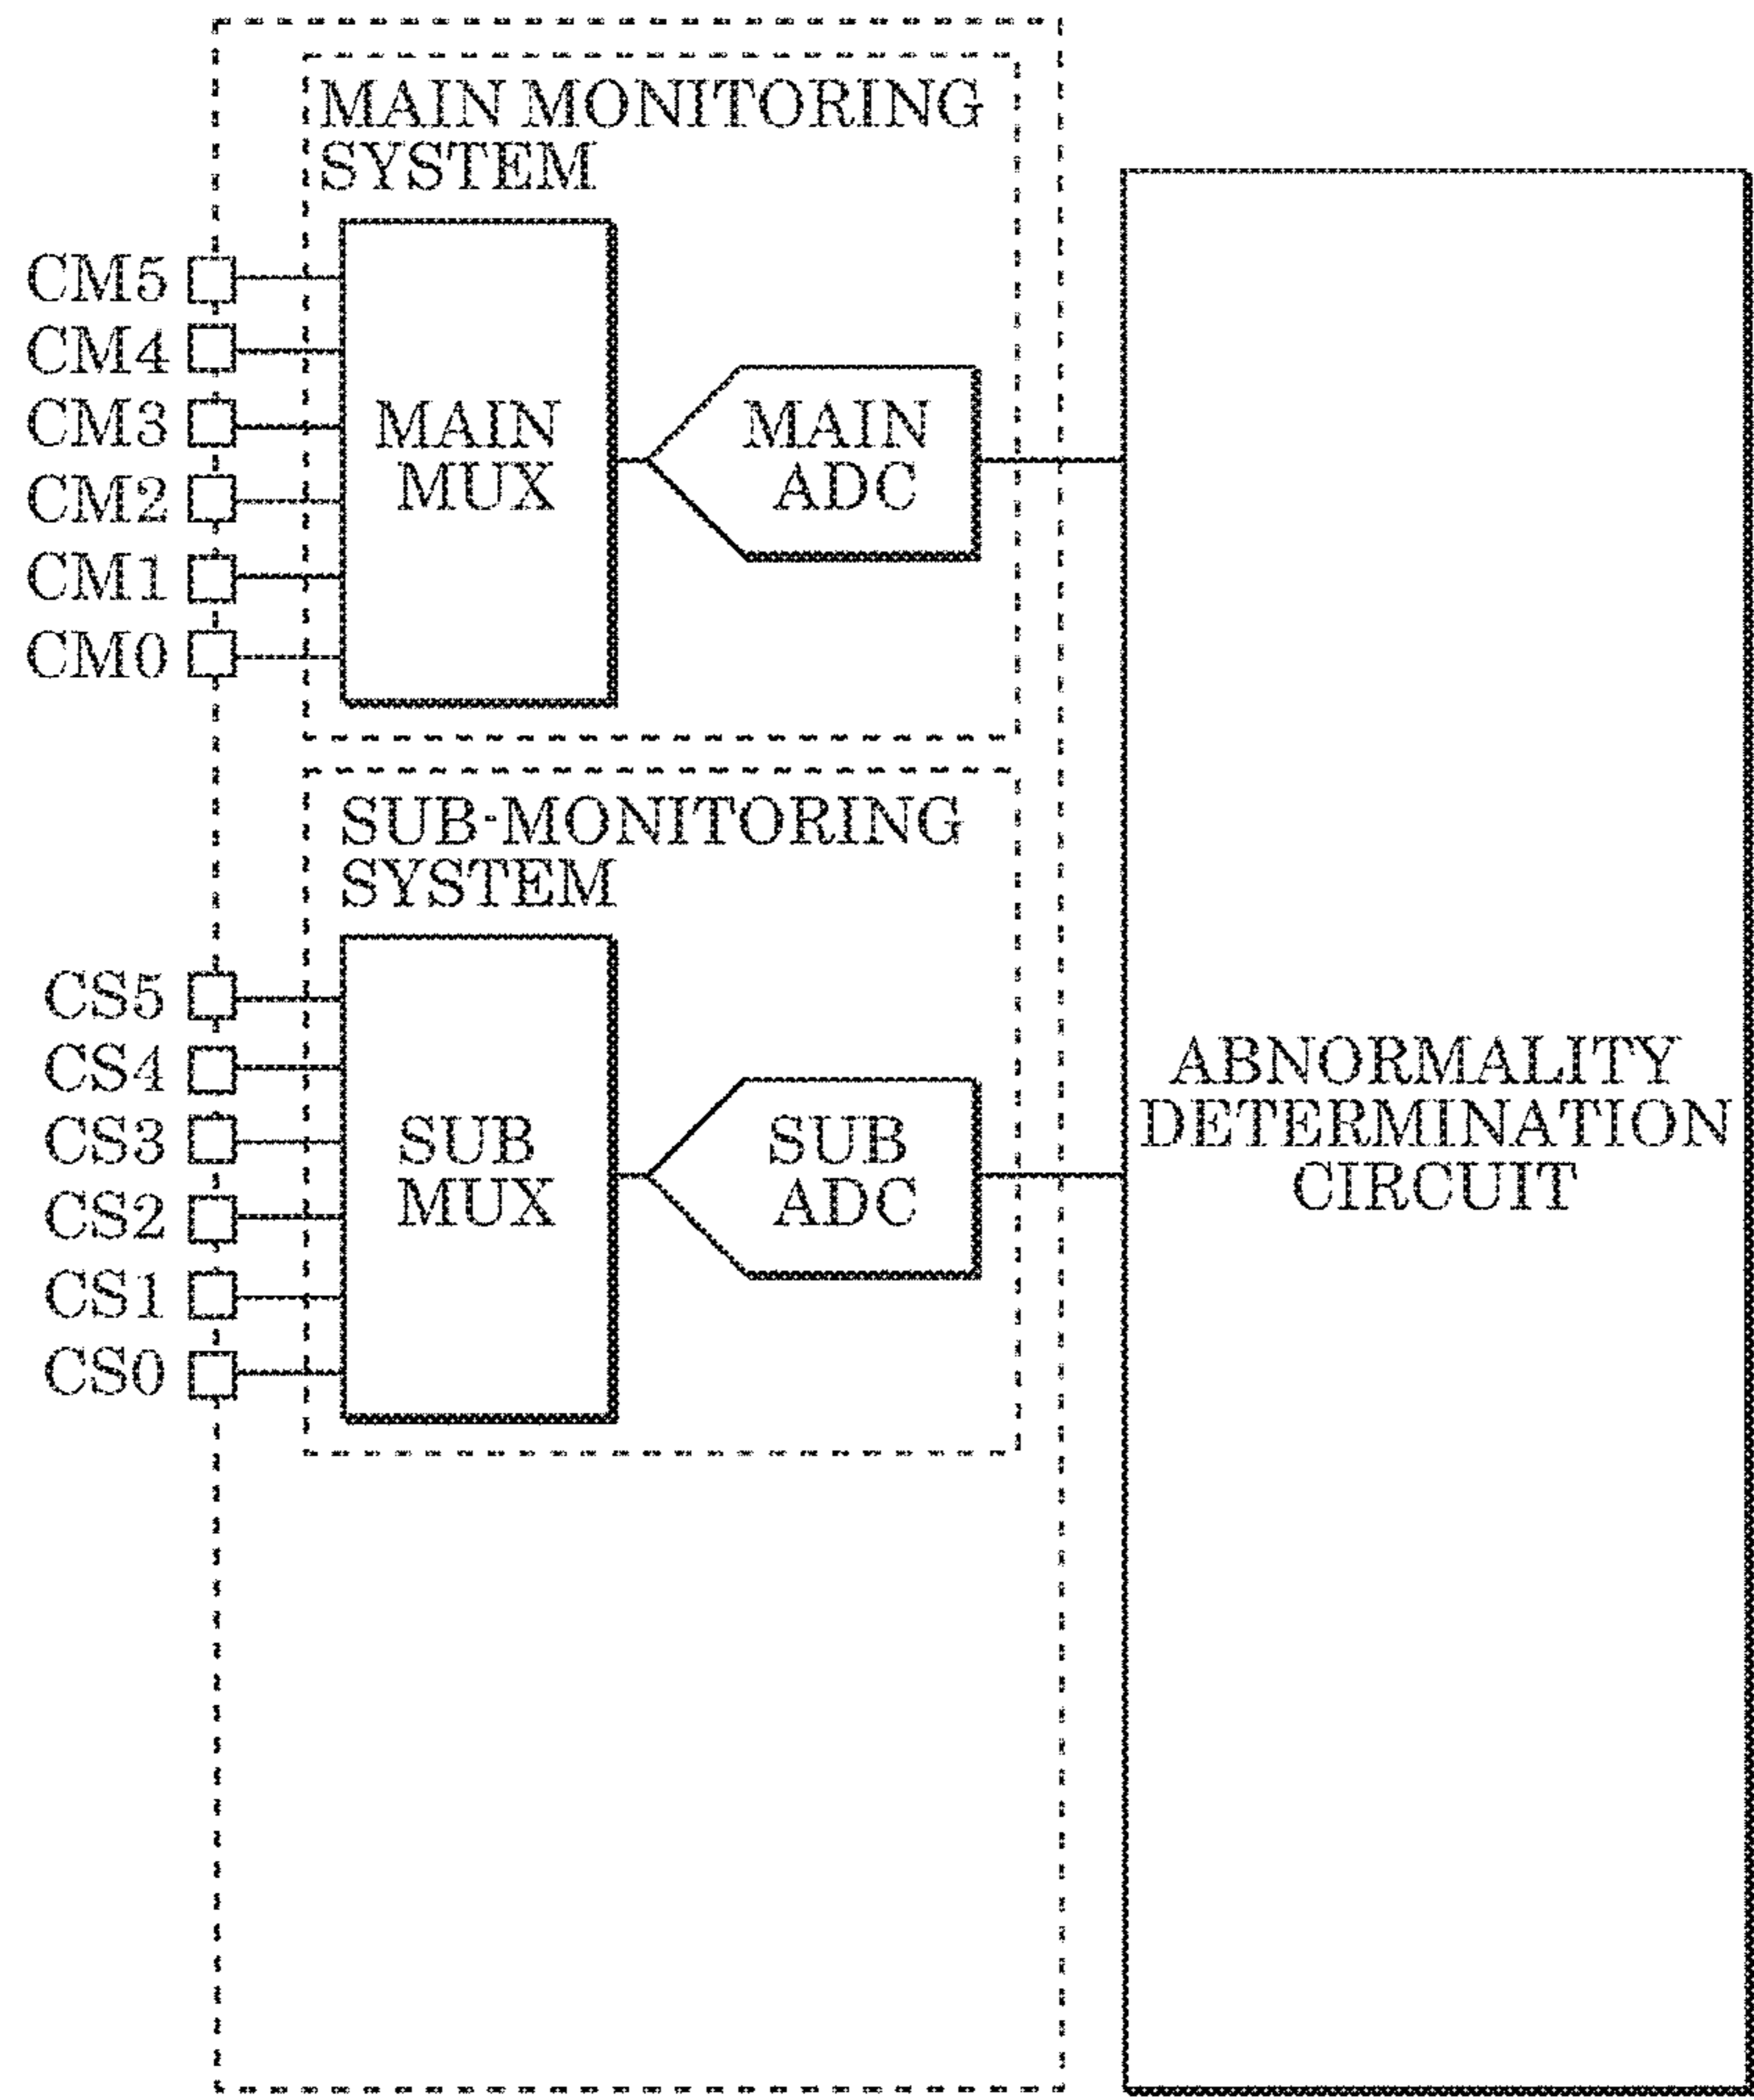 MAIN MONITORING
SYSTEM
CM5
CM4
CM3
CM2
CM1
CM0
MAIN
MUX
MAIN
ADC
SUB-MONITORING
SYSTEM
CS5
CS4
CS3
CS2
CS1
CS0
SUB
MUX
SUB
ADC
ABNORMALITY
DETERMINATION
CIRCUIT